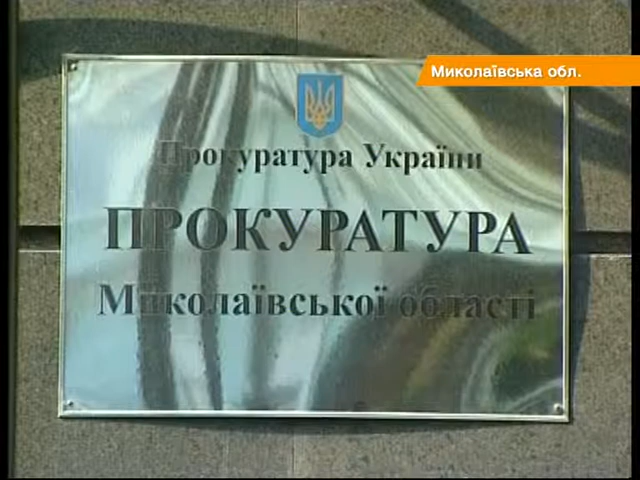 Миколаївська обл.
Прокуратура України
ПРОКУРАТУРА
Миколаївської області